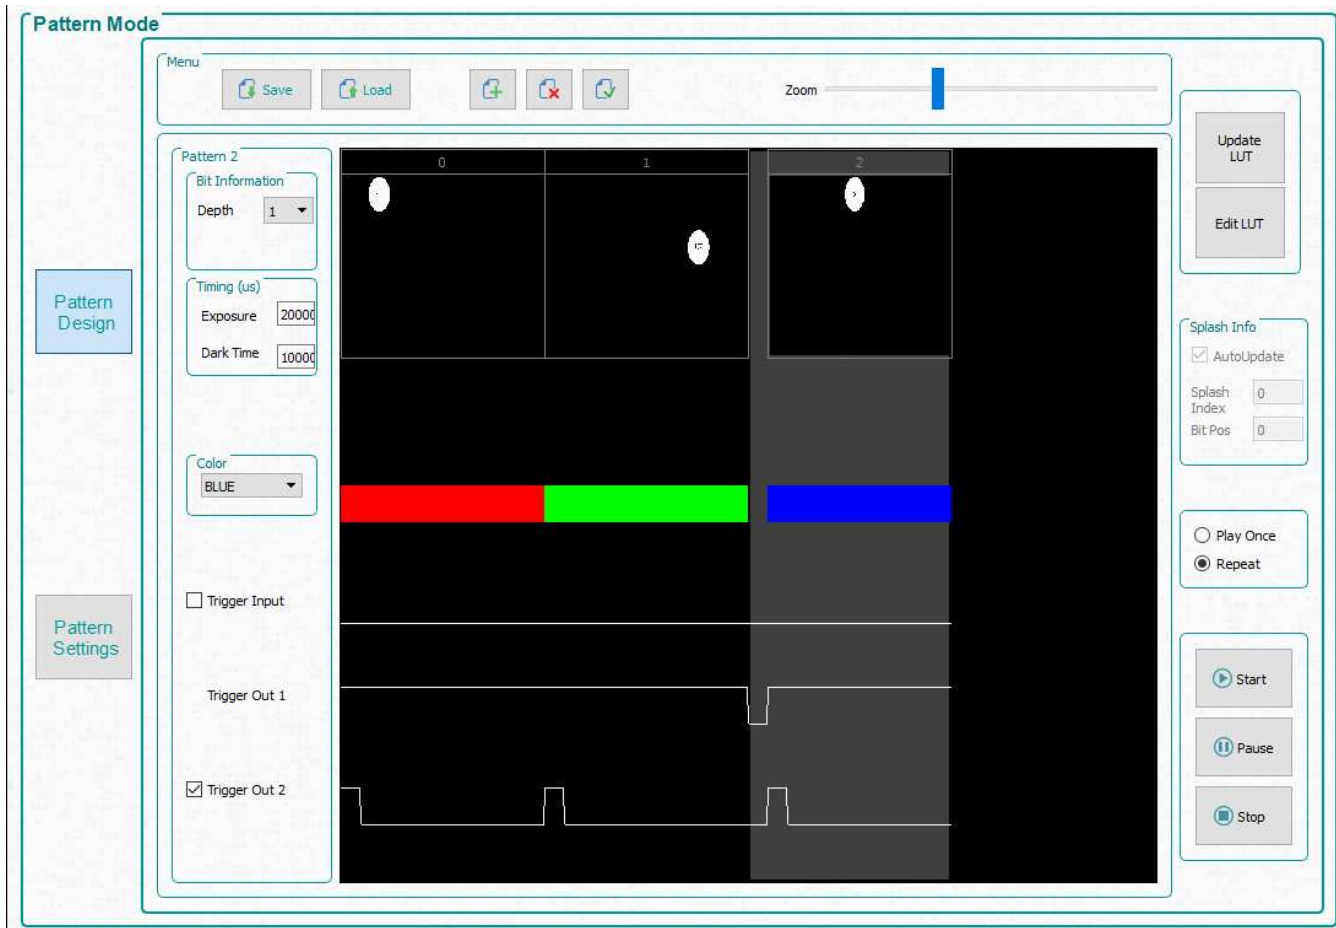 Pattern Mode
Menu
Save
Load
Zoom
Pattern 2
Bit Information
Depth 1
Timing (us)
Exposure 20000
Dark Time 10000
Color
BLUE
Trigger Input
Trigger Out 1
Trigger Out 2
0 1 2
Pattern
Design
Pattern
Settings
Update
LUT
Edit LUT
Splash Info
AutoUpdate
Splash
Index 0
Bit Pos 0
Play Once
Repeat
Start
Pause
Stop